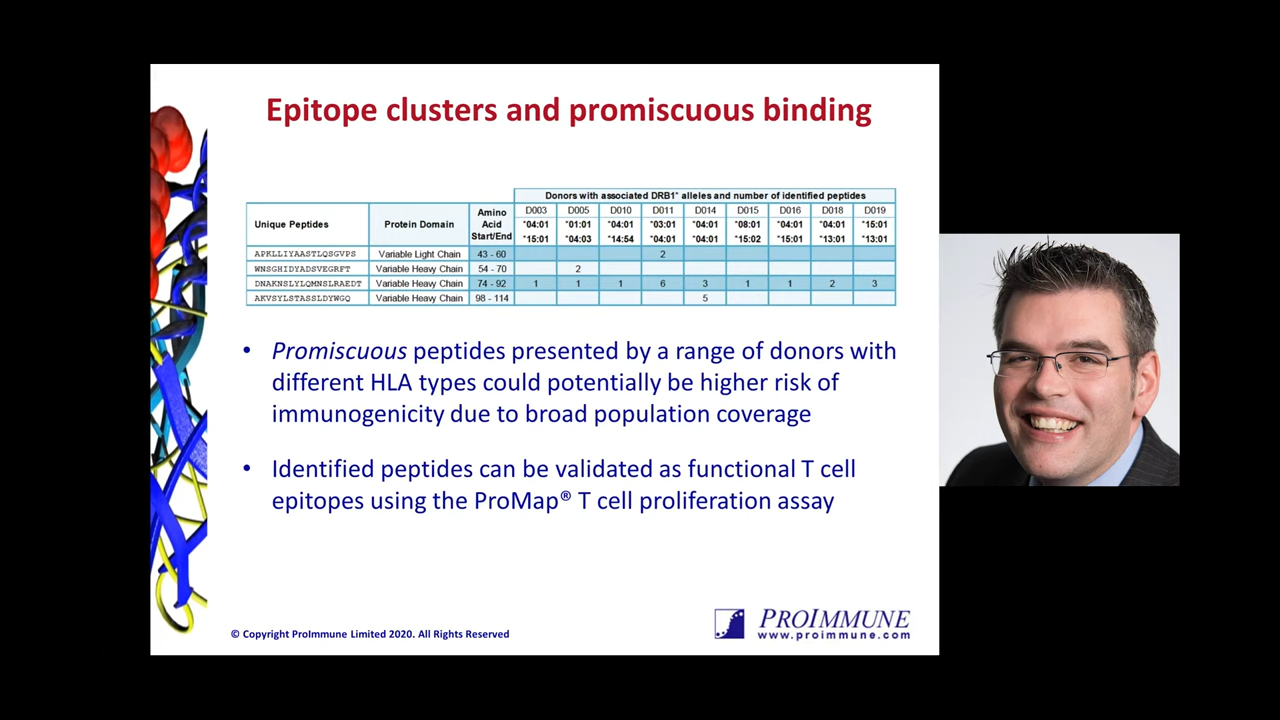 Epitope clusters and promiscuous binding
Donors with associated DRB1* alleles and number of identified peptides
Unique Peptides Protein Domain Amino Acid Start/End D003 D005 D010 D011 D014 D015 D016 D018 D019
*04:01 *01:01 *04:01 *03:01 *04:01 *08:01 *04:01 *04:01 *15:01
*15:01 *04:03 *14:54 *04:01 *04:01 *15:02 *15:01 *13:01 *13:01
APKLLIYAASTLQSGVPS Variable Light Chain 43 - 60 2
WNSGHIDYADSVEGRFT Variable Heavy Chain 54 - 70 2
DNAKNSLYLQMNSLRAEDT Variable Heavy Chain 74 - 92 1 1 1 6 3 1 1 2 3
AKVSYLSTASSLDYWGQ Variable Heavy Chain 98 - 114 5
• Promiscuous peptides presented by a range of donors with
different HLA types could potentially be higher risk of
immunogenicity due to broad population coverage
• Identified peptides can be validated as functional T cell
epitopes using the ProMap® T cell proliferation assay
© Copyright ProImmune Limited 2020. All Rights Reserved
PROIMMUNE
www.proimmune.com